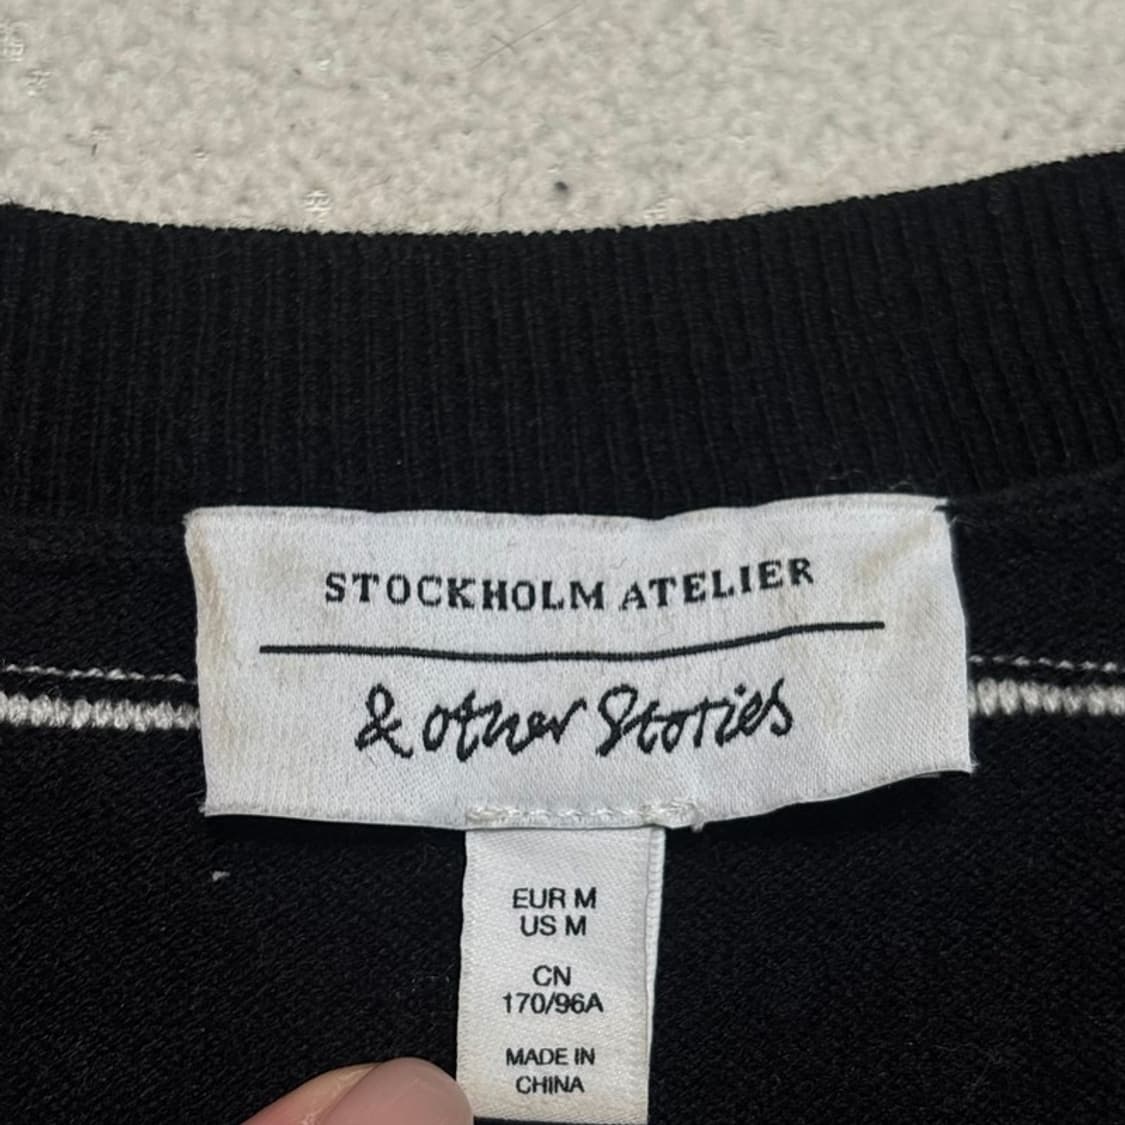 STOCKHOLM ATELIER
& other Stories
EUR M
US M
CN
170/96A
MADE IN
CHINA